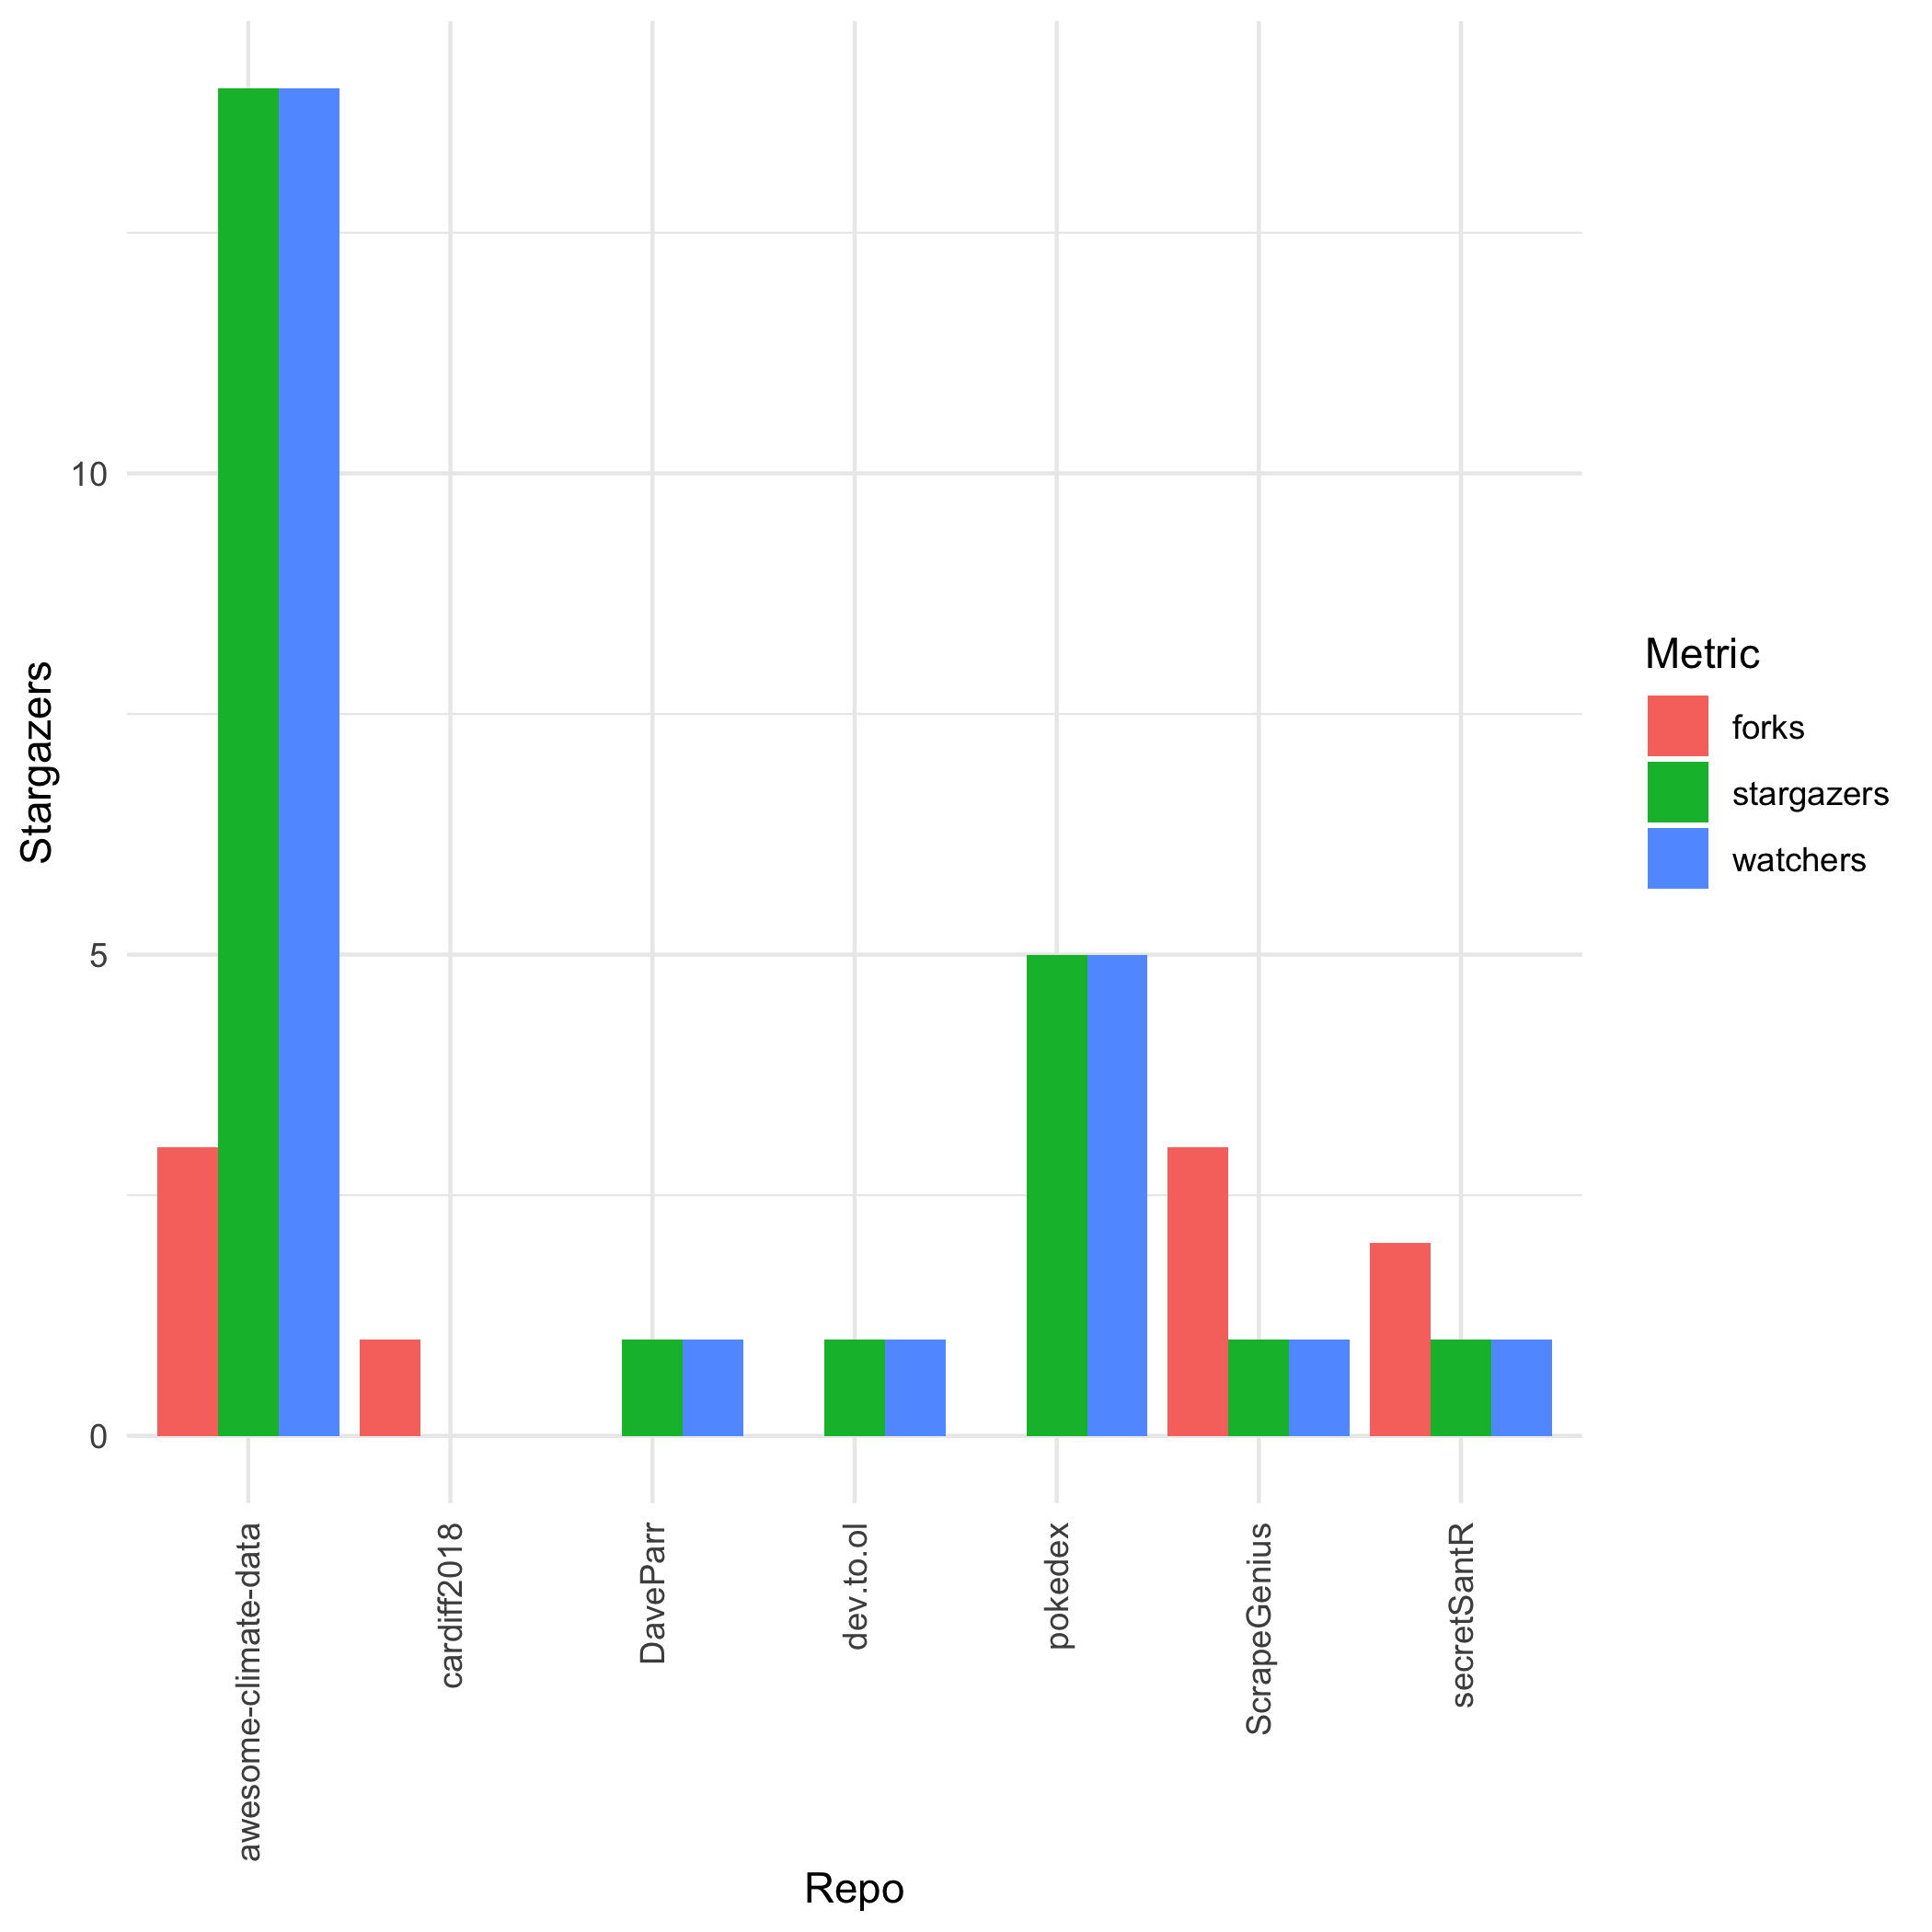 Stargazers
10
5
0
awesome-climate-data
cardiff2018
DaveParr
dev.to.ol
pokedex
ScrapeGenius
secretSantR
Repo
Metric
forks
stargazers
watchers